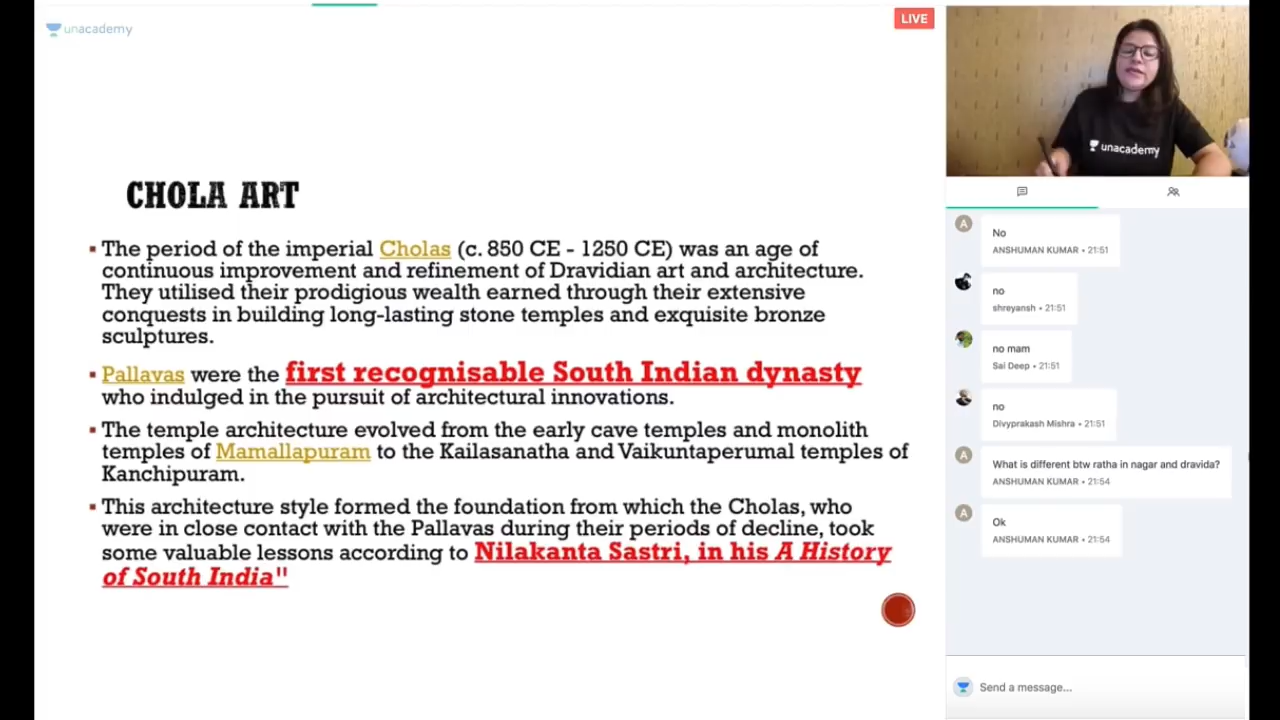 unacademy
LIVE
CHOLA ART
▪ The period of the imperial Cholas (c. 850 CE - 1250 CE) was an age of
continuous improvement and refinement of Dravidian art and architecture.
They utilised their prodigious wealth earned through their extensive
conquests in building long-lasting stone temples and exquisite bronze
sculptures.
▪ Pallavas were the first recognisable South Indian dynasty
who indulged in the pursuit of architectural innovations.
▪ The temple architecture evolved from the early cave temples and monolith
temples of Mamallapuram to the Kailasanatha and Vaikuntaperumal temples of
Kanchipuram.
▪ This architecture style formed the foundation from which the Cholas, who
were in close contact with the Pallavas during their periods of decline, took
some valuable lessons according to Nilakanta Sastri, in his A History
of South India"
unacademy
A
No
ANSHUMAN KUMAR • 21:51
no
shreyansh • 21:51
no mam
Sai Deep • 21:51
no
Divyprakash Mishra • 21:51
A
What is different btw ratha in nagar and dravida?
ANSHUMAN KUMAR • 21:54
A
Ok
ANSHUMAN KUMAR • 21:54
Send a message...